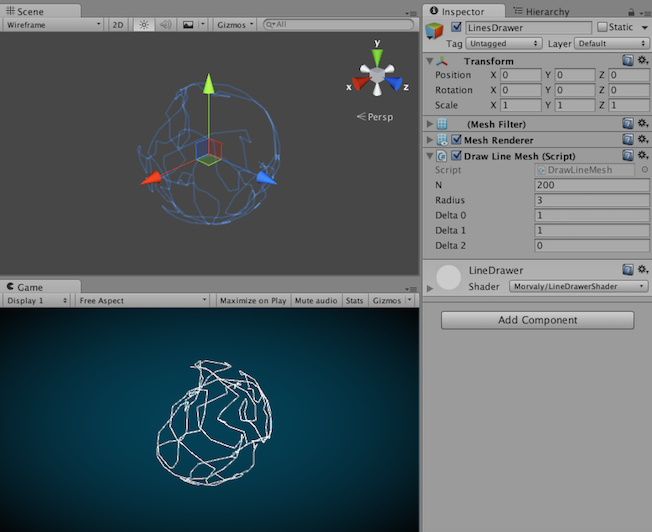 Scene
Wireframe 2D Gizmos All
y
x z
Persp
Game
Display 1 Free Aspect Maximize on Play Mute audio Stats Gizmos
Inspector Hierarchy
LinesDrawer Static
Tag Untagged Layer Default
Transform
Position X 0 Y 0 Z 0
Rotation X 0 Y 0 Z 0
Scale X 1 Y 1 Z 1
(Mesh Filter)
Mesh Renderer
Draw Line Mesh (Script)
Script DrawLineMesh
N 200
Radius 3
Delta 0 1
Delta 1 1
Delta 2 0
LineDrawer
Shader Morvaly/LineDrawerShader
Add Component